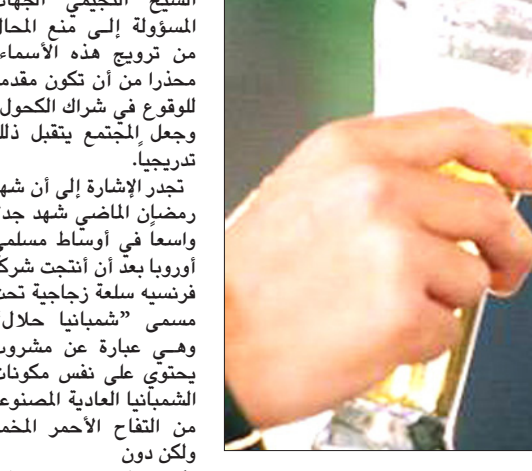 الشيخ النجيمي الجهات
المسؤولة إلـى منع المحال
من ترويج هذه الأسماء
محذرا من أن تكون مقدمة
للوقوع في شراك الكحول
وجعل المجتمع يتقبل ذلك
تدريجياً.
تجدر الإشارة إلى أن شهر
رمضان الماضي شهد جدلا
واسعاً في أوساط مسلمي
أوروبا بعد أن أنتجت شركة
فرنسيه سلعة زجاجية تحت
مسمى ”شمبانيا حلال“
وهـي عبارة عن مشروب
يحتوي على نفس مكونات
الشمبانيا العادية المصنوعة
من التفاح الأحمر المخمر
ولكن دون